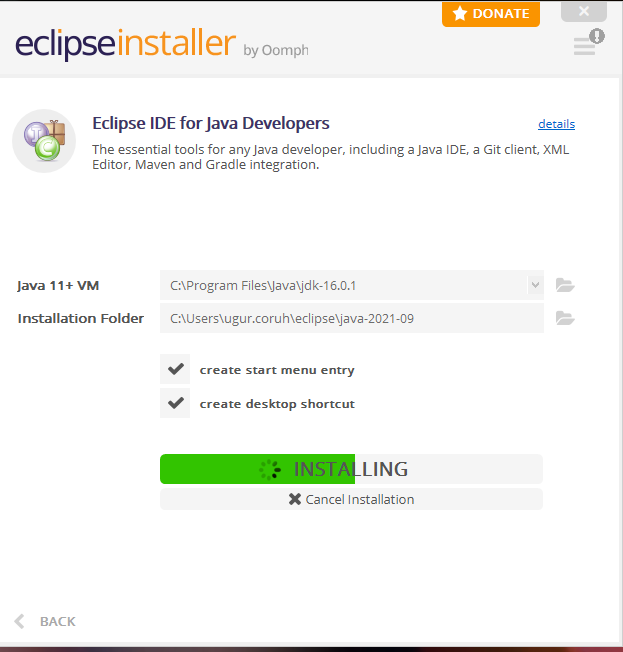 DONATE
eclipseinstaller by Oomph
Eclipse IDE for Java Developers
details
The essential tools for any Java developer, including a Java IDE, a Git client, XML
Editor, Maven and Gradle integration.
Java 11+ VM
C:\Program Files\Java\jdk-16.0.1
Installation Folder
C:\Users\ugur.coruh\eclipse\java-2021-09
create start menu entry
create desktop shortcut
INSTALLING
Cancel Installation
BACK